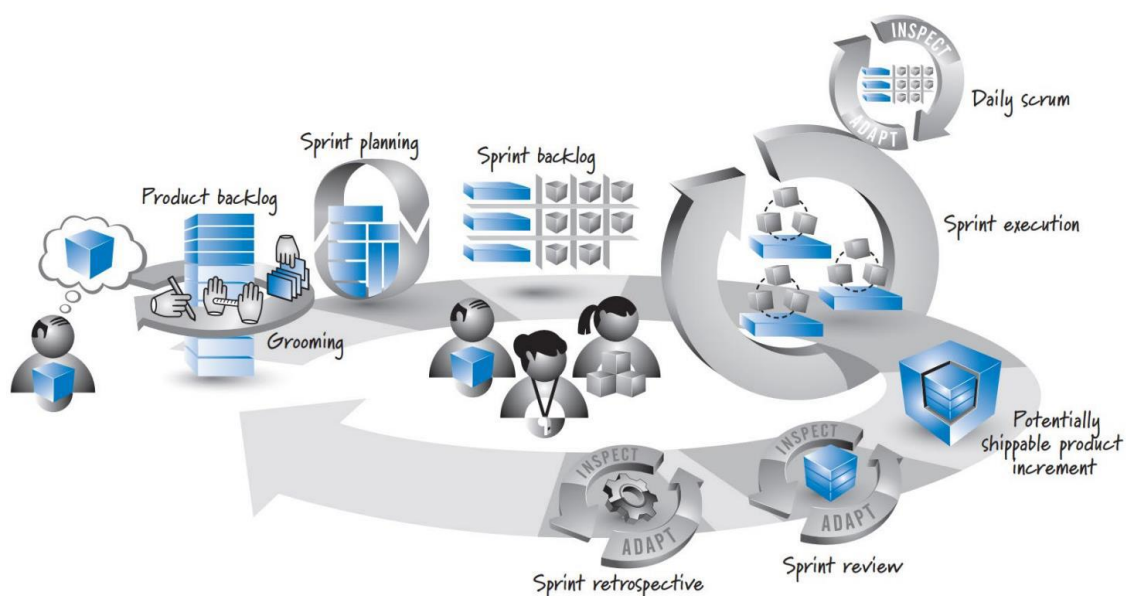 INSPECT
ADAPT
Daily scrum
Sprint planning
Sprint backlog
Product backlog
Sprint execution
Grooming
Potentially
shippable product
increment
INSPECT
ADAPT
Sprint review
INSPECT
ADAPT
Sprint retrospective